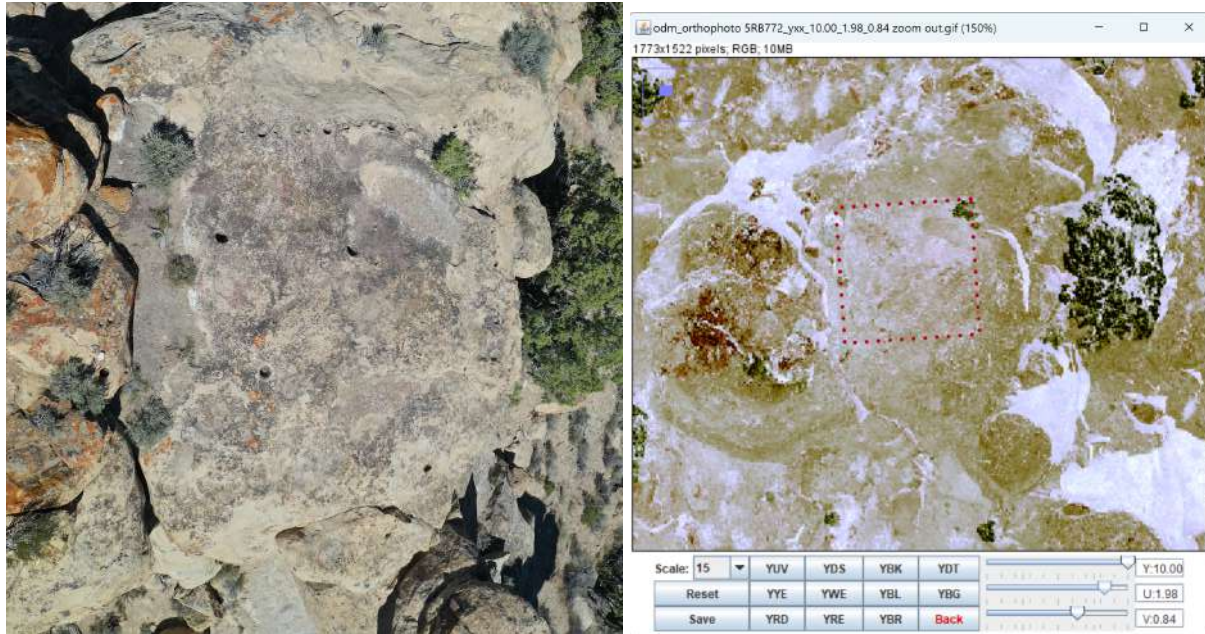 odm_orthophoto 5RB772_yxx_10.00_1.98_0.84 zoom out.gif (150%)
1773x1522 pixels; RGB; 10MB
Scale: 15 YUV YDS YBK YDT Y:10.00
Reset YYE YWE YBL YBG U:1.98
Save YRD YRE YBR Back V:0.84